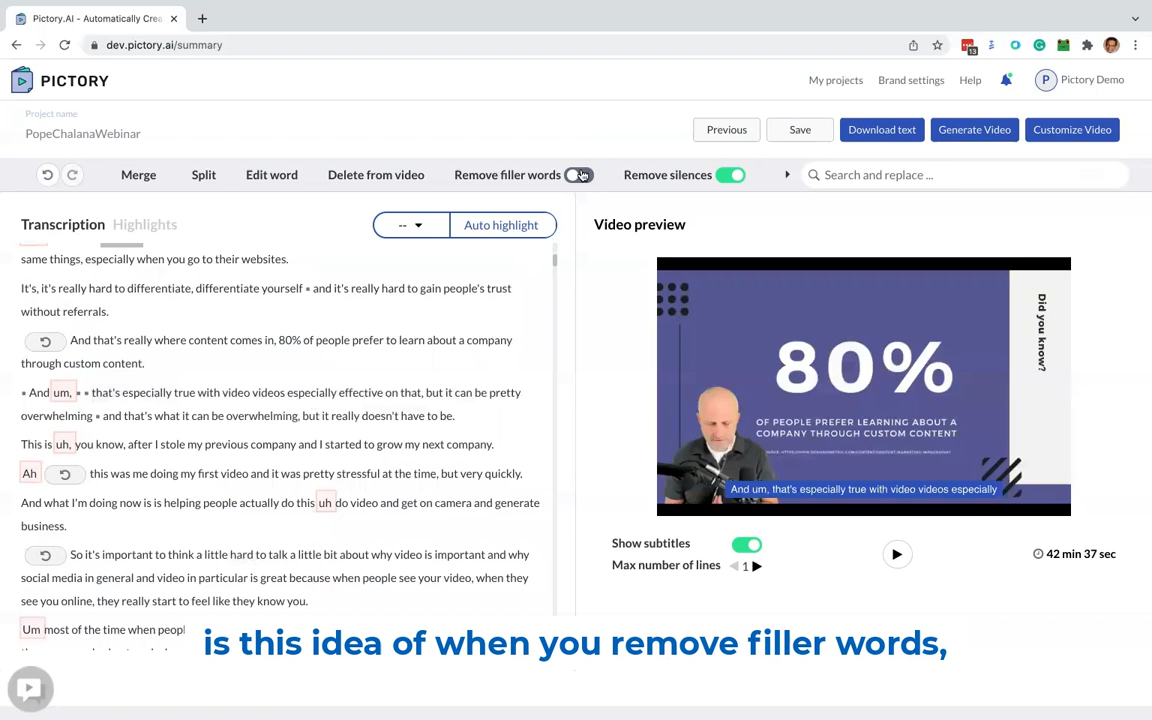 Pictory.AI - Automatically Crea
dev.pictory.ai/summary
13
PICTORY
My projects
Brand settings
Help
P
Pictory Demo
Project name
PopeChalanaWebinar
Previous
Save
Download text
Generate Video
Customize Video
Merge
Split
Edit word
Delete from video
Remove filler words
Remove silences
Search and replace ...
Transcription
Highlights
--
Auto highlight
Video preview
same things, especially when you go to their websites.
It's, it's really hard to differentiate, differentiate yourself and it's really hard to gain people's trust
without referrals.
And that's really where content comes in, 80% of people prefer to learn about a company
through custom content.
And um, that's especially true with video videos especially effective on that, but it can be pretty
overwhelming and that's what it can be overwhelming, but it really doesn't have to be.
This is uh, you know, after I stole my previous company and I started to grow my next company.
Ah this was me doing my first video and it was pretty stressful at the time, but very quickly.
And what I'm doing now is is helping people actually do this uh do video and get on camera and generate
business.
So it's important to think a little hard to talk a little bit about why video is important and why
social media in general and video in particular is great because when people see your video, when they
see you online, they really start to feel like they know you.
Um most of the time when peopl
Did you know?
80%
OF PEOPLE PREFER LEARNING ABOUT A
COMPANY THROUGH CUSTOM CONTENT
And um, that's especially true with video videos especially
Show subtitles
Max number of lines
1
42 min 37 sec
is this idea of when you remove filler words,